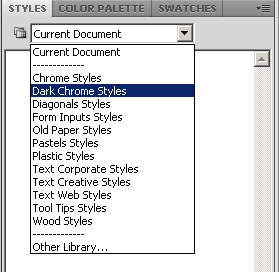 STYLES COLOR PALETTE SWATCHES
Current Document
Current Document
-------------
Chrome Styles
Dark Chrome Styles
Diagonals Styles
Form Inputs Styles
Old Paper Styles
Pastels Styles
Plastic Styles
Text Corporate Styles
Text Creative Styles
Text Web Styles
Tool Tips Styles
Wood Styles
-------------
Other Library...